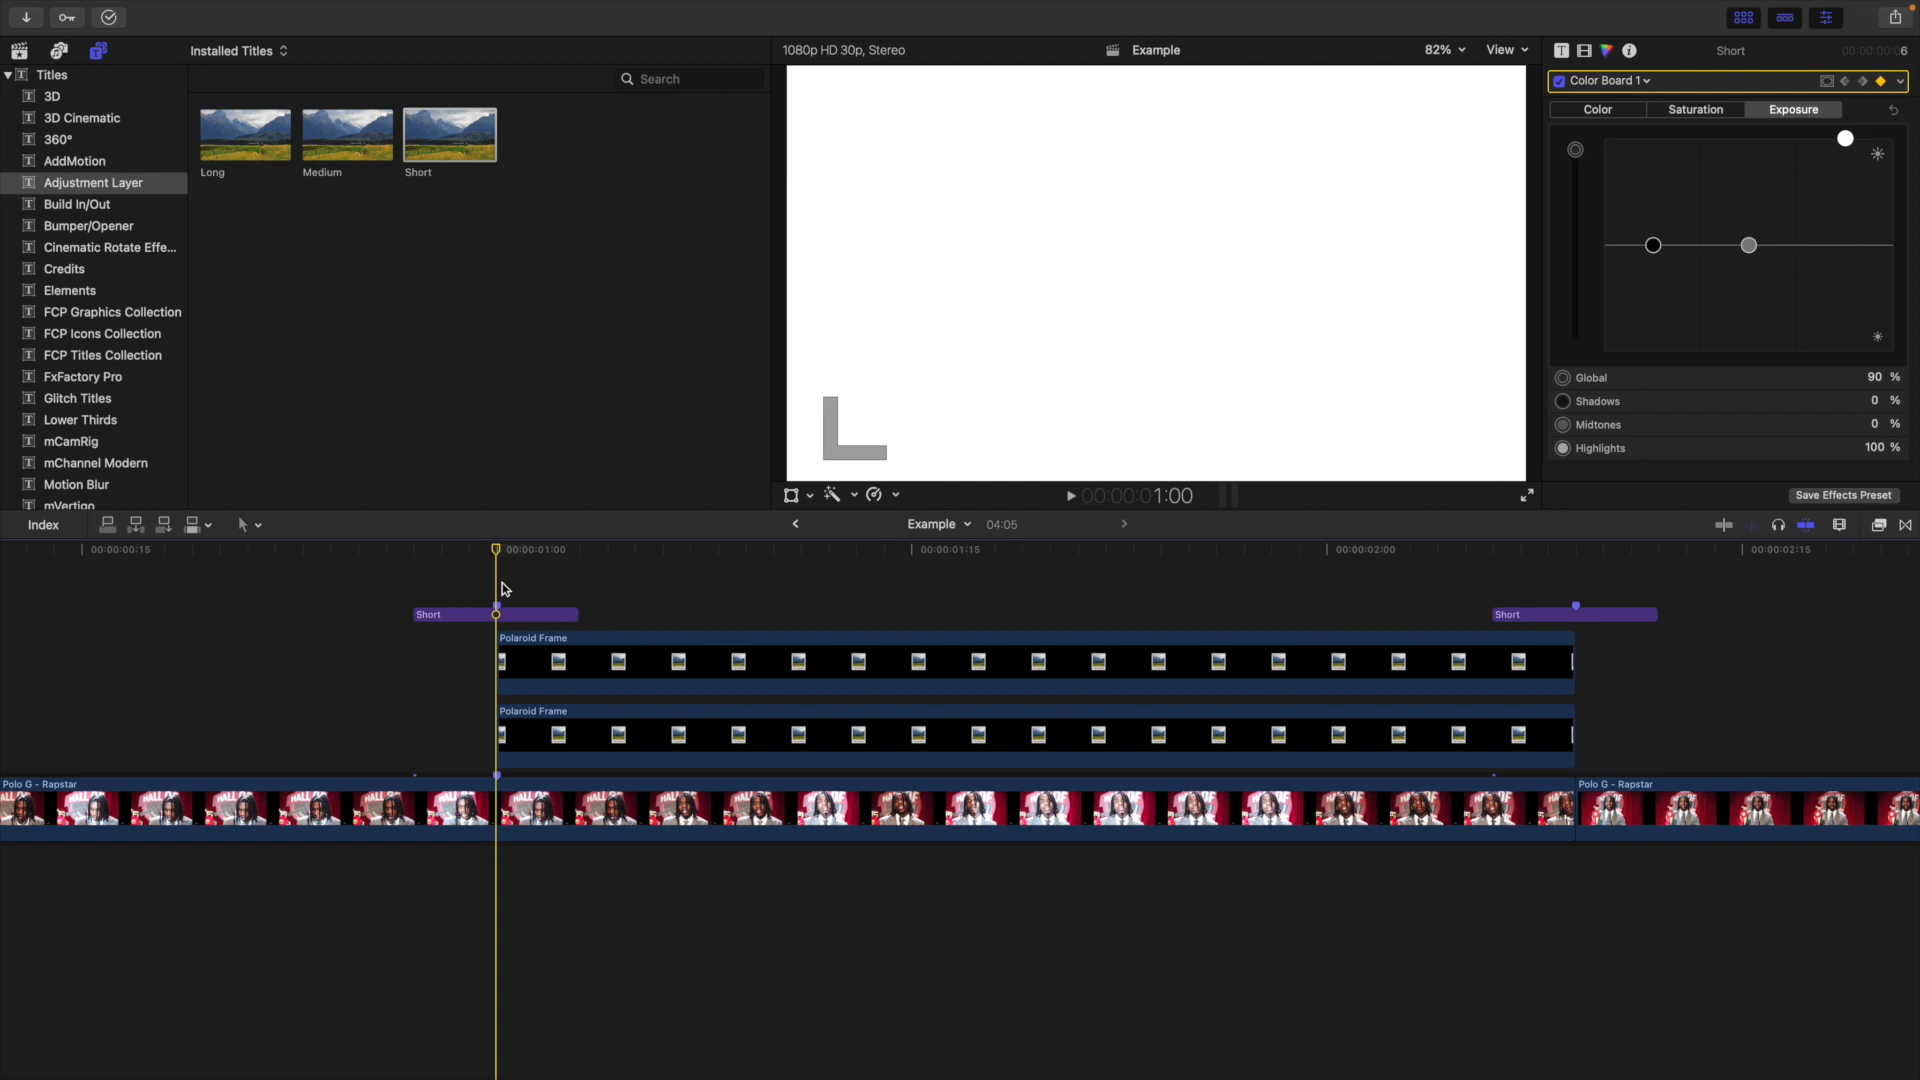 Installed Titles
1080p HD 30p, Stereo
Example
82%
View
Short
00:00:00:06
Titles
3D
3D Cinematic
360°
AddMotion
Adjustment Layer
Build In/Out
Bumper/Opener
Cinematic Rotate Effe...
Credits
Elements
FCP Graphics Collection
FCP Icons Collection
FCP Titles Collection
FxFactory Pro
Glitch Titles
Lower Thirds
mCamRig
mChannel Modern
Motion Blur
mVertigo
Search
Long
Medium
Short
Color Board 1
Color
Saturation
Exposure
Global 90 %
Shadows 0 %
Midtones 0 %
Highlights 100 %
Save Effects Preset
00:00:01:00
Index
Example
04:05
00:00:00:15
00:00:01:00
00:00:01:15
00:00:02:00
00:00:02:15
Short
Short
Polaroid Frame
Polaroid Frame
Polo G - Rapstar
Polo G - Rapstar